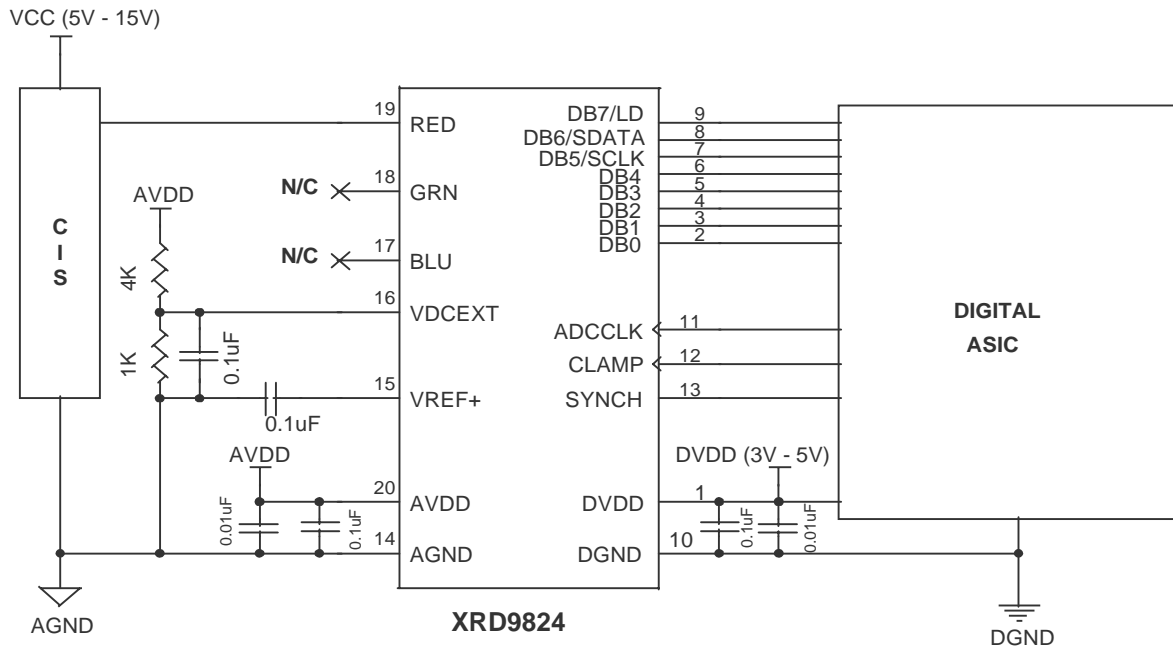 VCC (5V - 15V)
C
I
S
AVDD
4K
1K
0.1uF
0.1uF
N/C
N/C
19
RED
18
GRN
17
BLU
16
VDCEXT
15
VREF+
AVDD
0.01uF
0.1uF
20
AVDD
14
AGND
AGND
DB7/LD
9
DB6/SDATA
8
DB5/SCLK
7
DB4
6
DB3
5
DB2
4
DB1
3
DB0
2
ADCCLK
11
CLAMP
12
SYNCH
13
DVDD (3V - 5V)
DVDD
1
0.1uF
0.01uF
DGND
10
XRD9824
DIGITAL
ASIC
DGND